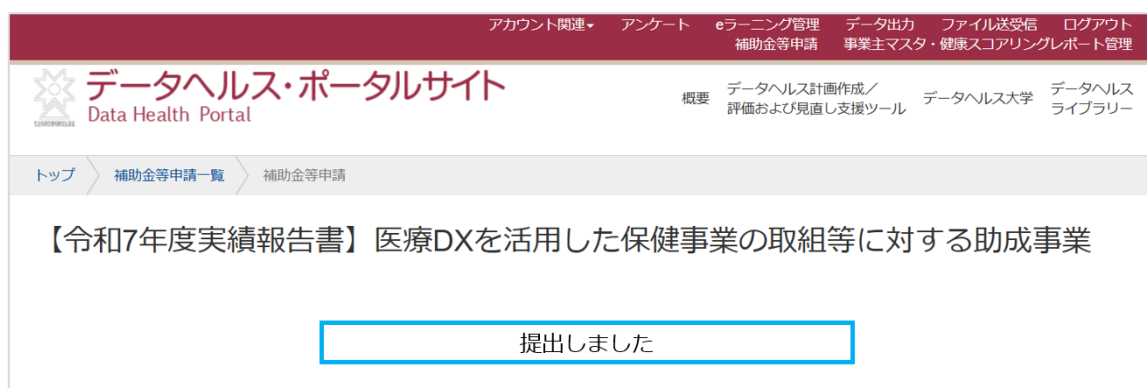 アカウント関連▾ アンケート eラーニング管理 データ出力 ファイル送受信 ログアウト
補助金等申請 事業主マスタ・健康スコアリングレポート管理
データヘルス・ポータルサイト
Data Health Portal
概要 データヘルス計画作成／
評価および見直し支援ツール データヘルス大学 データヘルス
ライブラリー
トップ 補助金等申請一覧 補助金等申請
【令和7年度実績報告書】医療DXを活用した保健事業の取組等に対する助成事業
提出しました